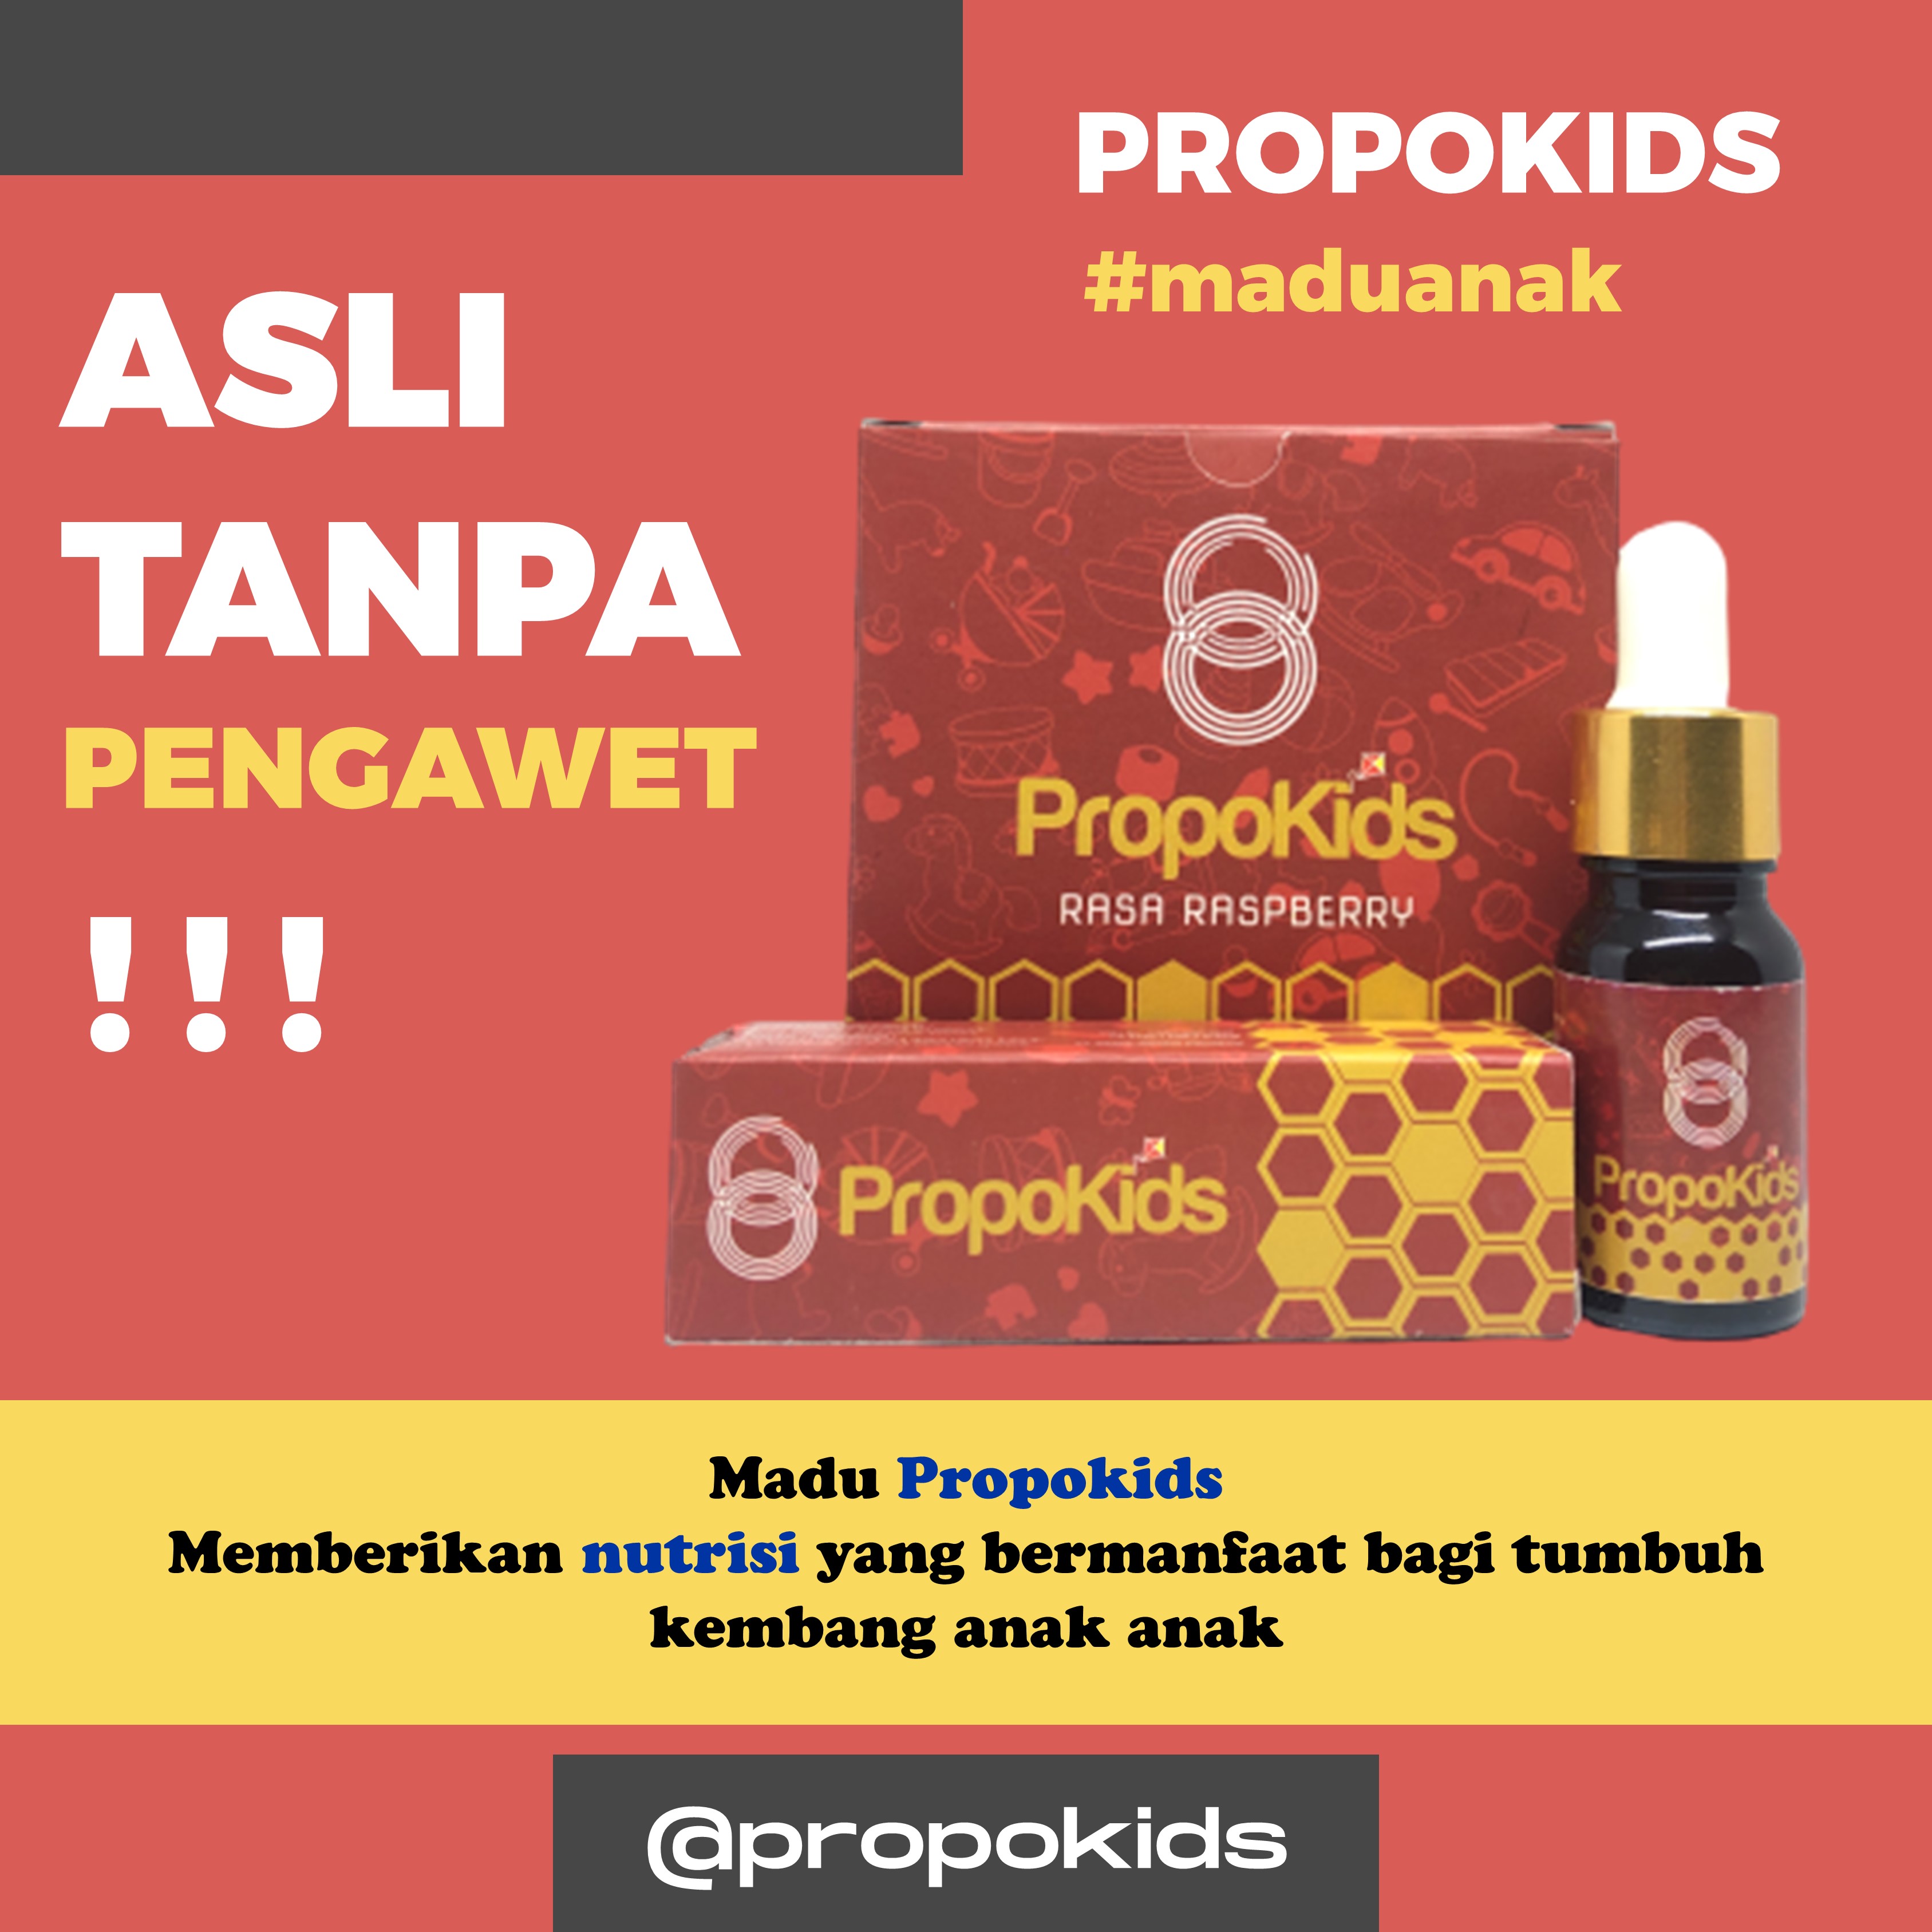 PROPOKIDS
#maduanak
ASLI
TANPA
PENGAWET
!!!
PropoKids
RASA RASPBERRY
PropoKids
PropoKids
Madu Propokids
Memberikan nutrisi yang bermanfaat bagi tumbuh
kembang anak anak
@propokids